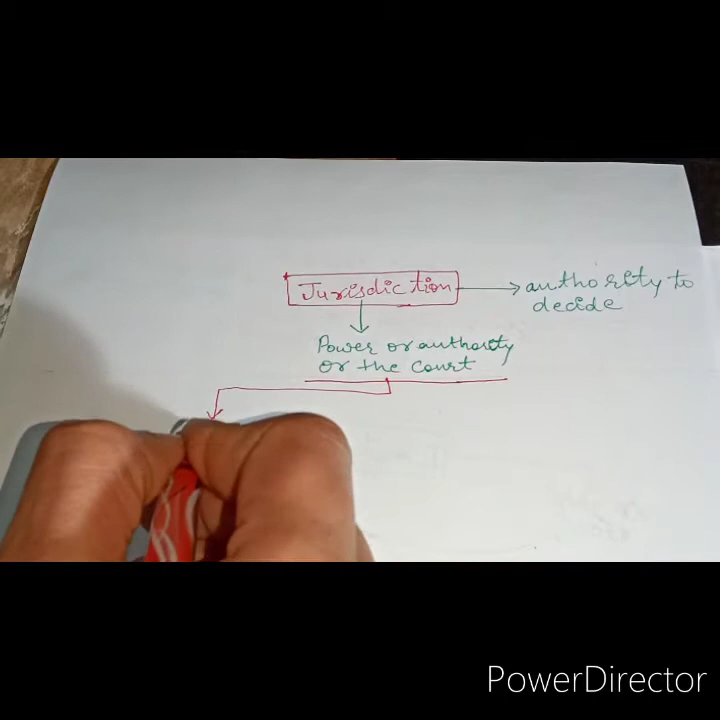 Jurisdiction
authority to
decide
Power or authority
or the court
PowerDirector